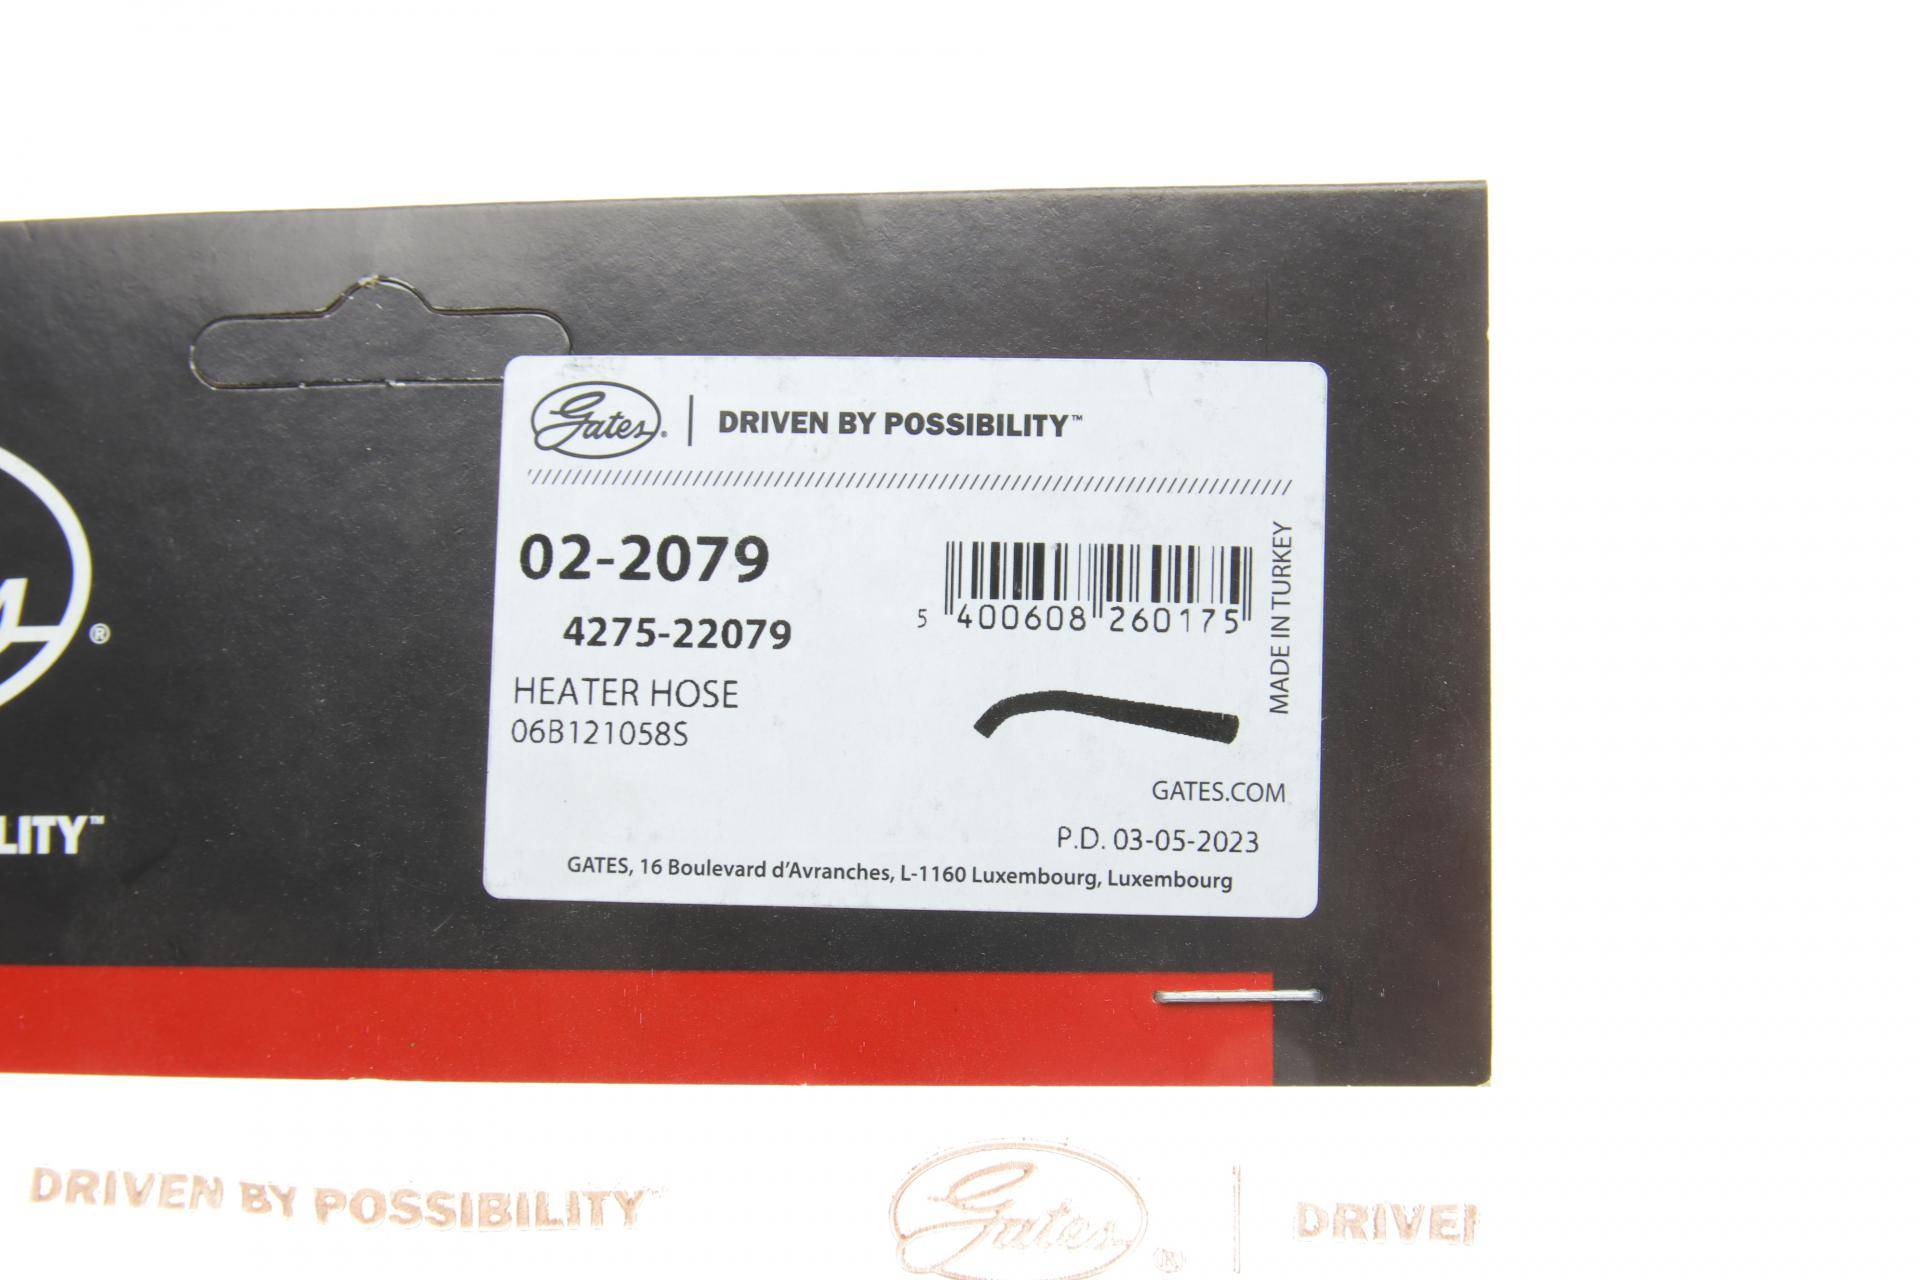 Gates® | DRIVEN BY POSSIBILITY™
02-2079
4275-22079
HEATER HOSE
06B121058S
5 400608 260175
MADE IN TURKEY
GATES.COM
P.D. 03-05-2023
GATES, 16 Boulevard d'Avranches, L-1160 Luxembourg, Luxembourg
®
LITY™
DRIVEN BY POSSIBILITY
Gates® | DRIVE